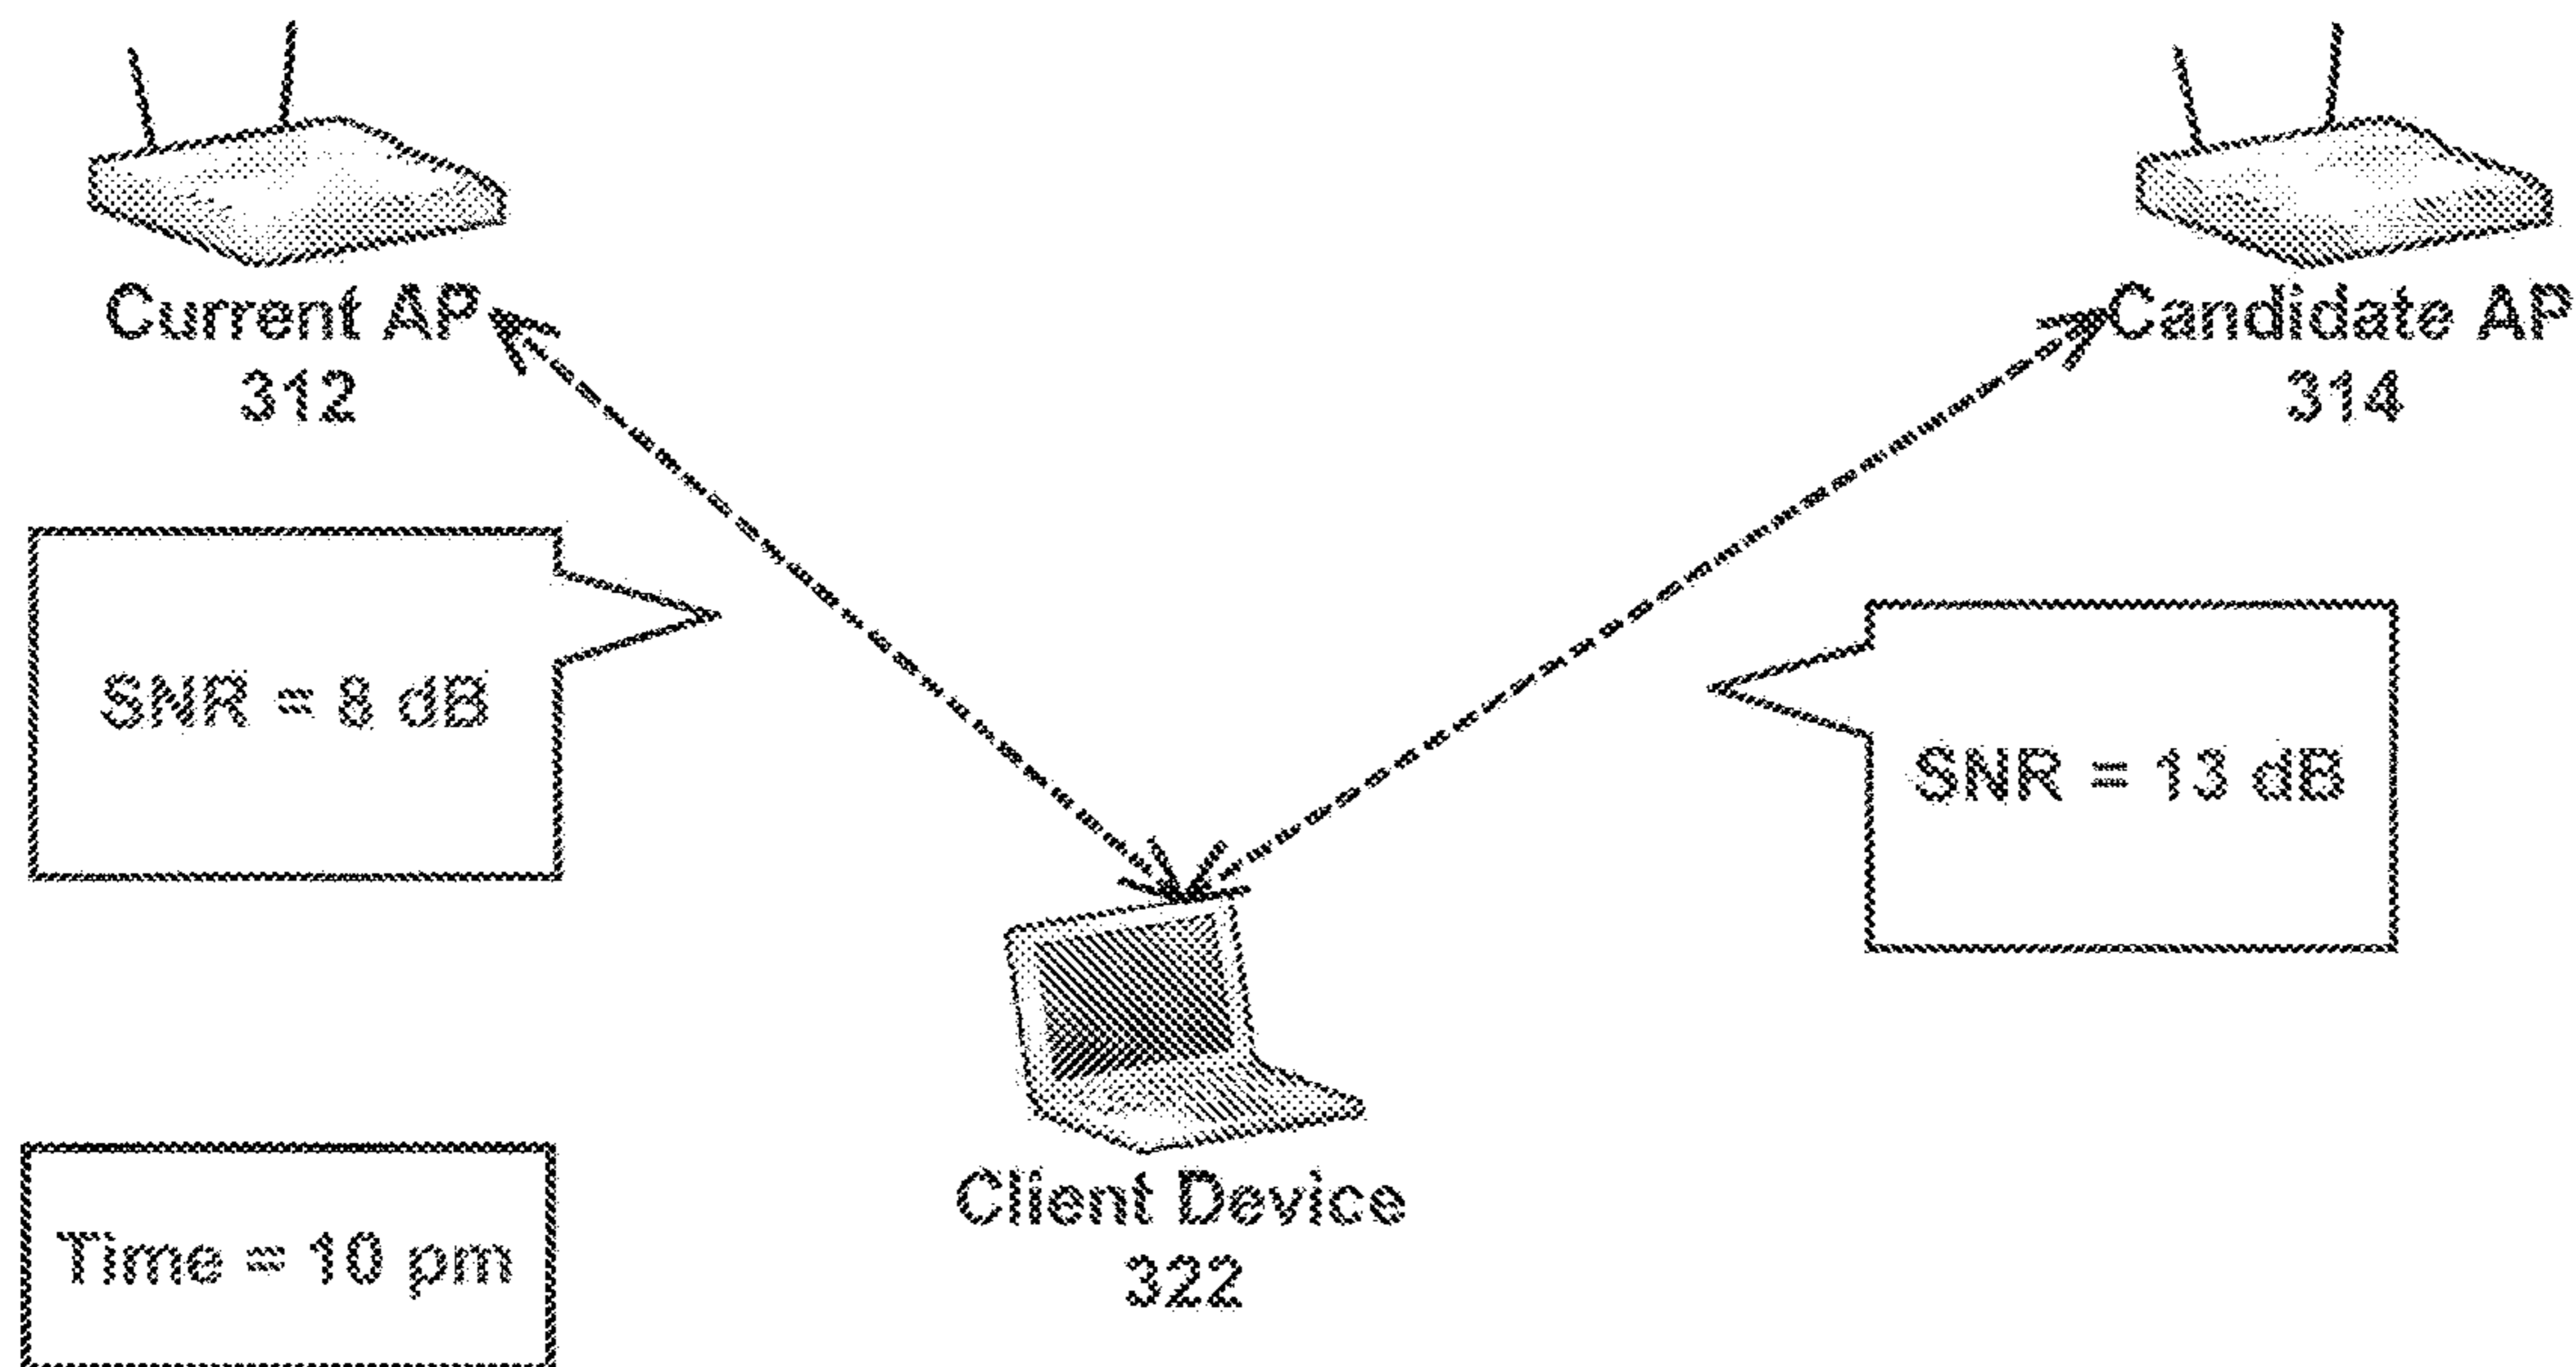 Current AP
312
Candidate AP
314
SNR = 8 dB
SNR = 13 dB
Client Device
322
Time = 10 pm